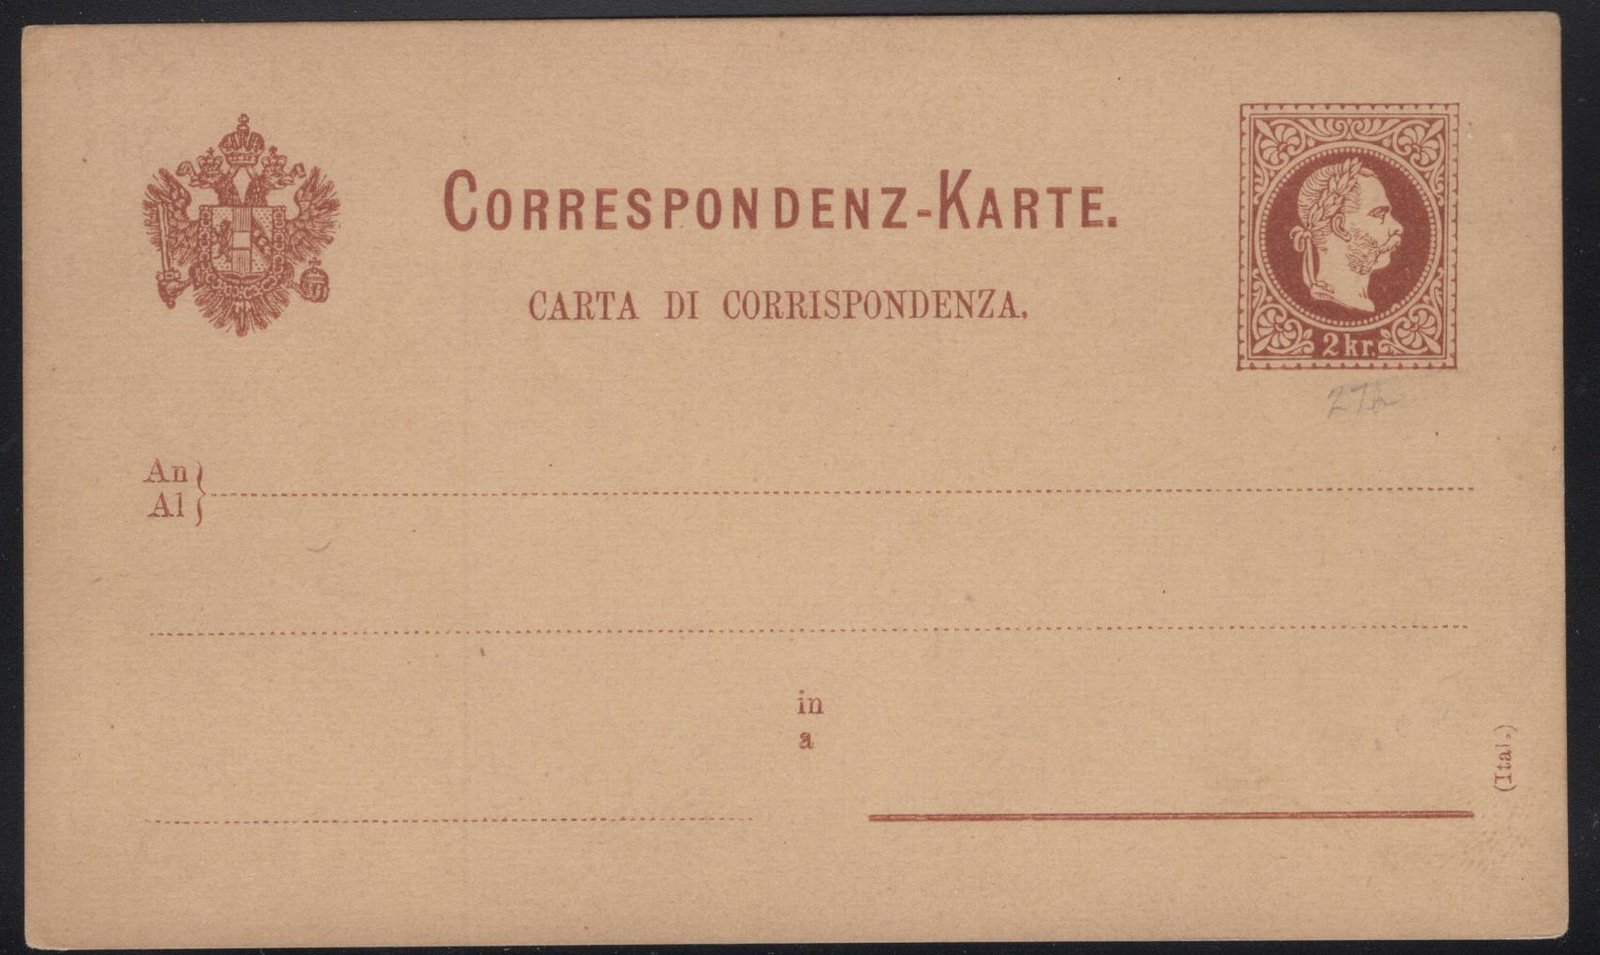 CORRESPONDENZ-KARTE.
CARTA DI CORRISPONDENZA.
2 kr.
An
Al
in
a
(Ital.)